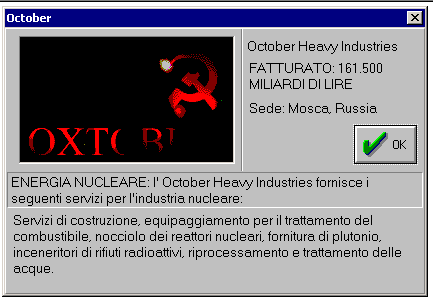 October
October Heavy Industries
FATTURATO: 161.500
MILIARDI DI LIRE
Sede: Mosca, Russia
OXTOBE
OK
ENERGIA NUCLEARE: l' October Heavy Industries fornisce i
seguenti servizi per l'industria nucleare:
Servizi di costruzione, equipaggiamento per il trattamento del
combustibile, nocciolo dei reattori nucleari, fornitura di plutonio,
inceneritori di rifiuti radioattivi, riprocessamento e trattamento delle
acque.